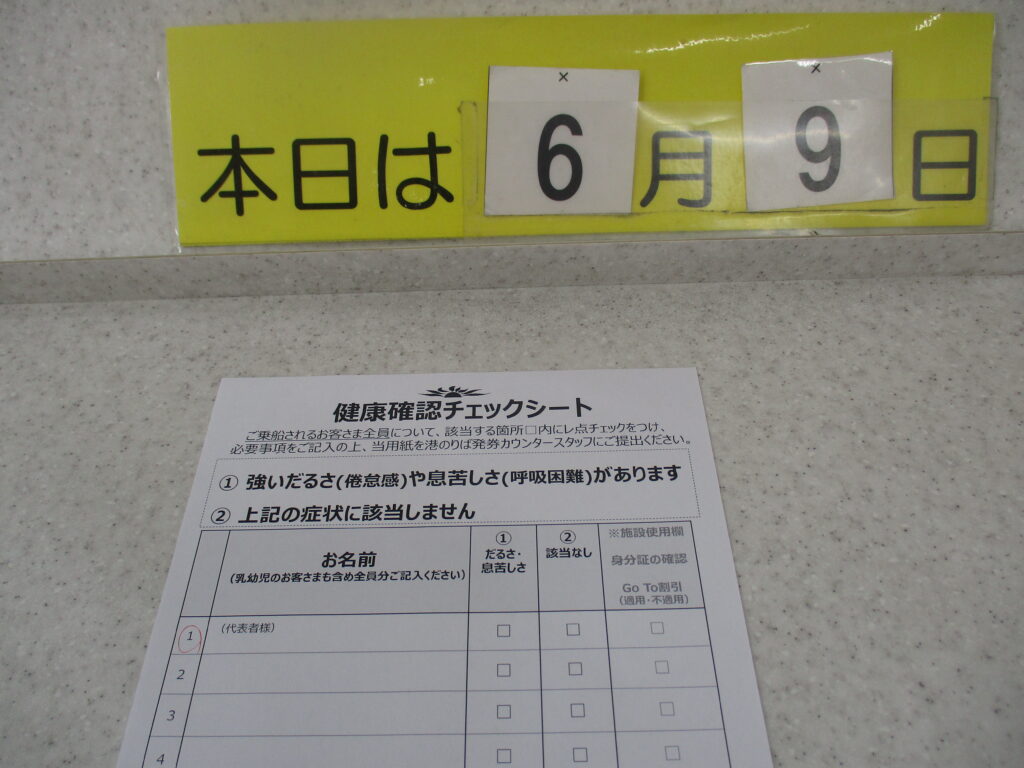 本日は 6月 9日
健康確認チェックシート
ご乗船されるお客さま全員について、該当する箇所□内にレ点チェックをつけ、
必要事項をご記入の上、当用紙を港のりば発券カウンタースタッフにご提出ください。
① 強いだるさ(倦怠感)や息苦しさ(呼吸困難)があります
② 上記の症状に該当しません
お名前
(乳幼児のお客さまも含め全員分ご記入ください)
①
だるさ・
息苦しさ
②
該当なし
※施設使用欄
身分証の確認
Go To割引
(適用・不適用)
1 (代表者様) □ □ □
2 □ □ □
3 □ □ □
4 □ □ □